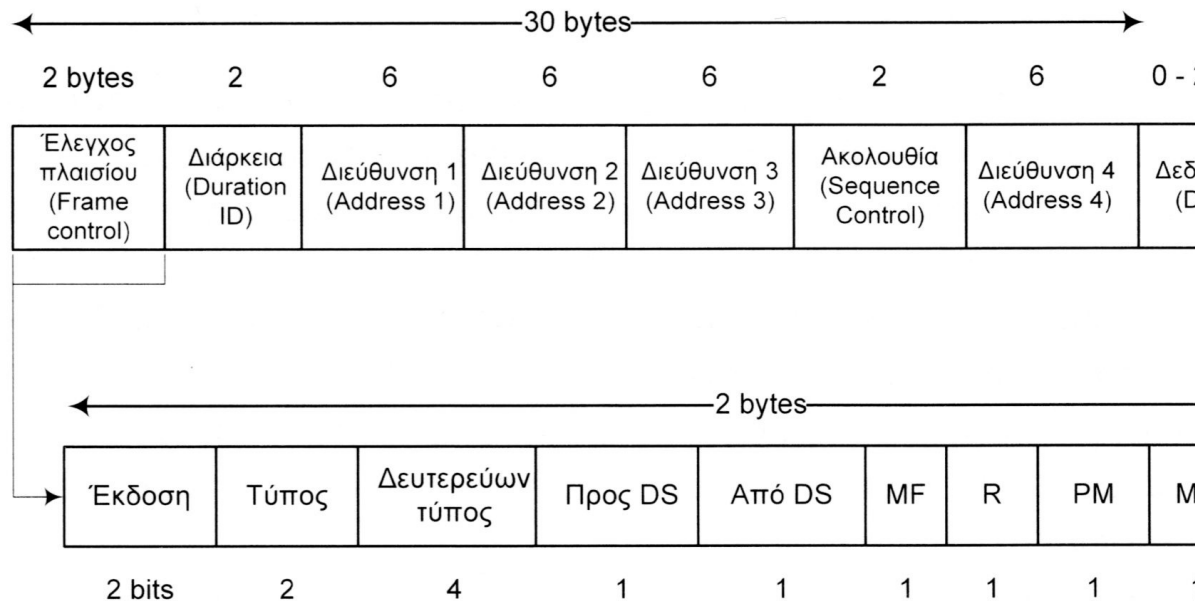 30 bytes
2 bytes 2 6 6 6 2 6 0 -
Έλεγχος
πλαισίου
(Frame
control)
Διάρκεια
(Duration
ID)
Διεύθυνση 1
(Address 1)
Διεύθυνση 2
(Address 2)
Διεύθυνση 3
(Address 3)
Ακολουθία
(Sequence
Control)
Διεύθυνση 4
(Address 4)
2 bytes
Έκδοση
Τύπος
Δευτερεύων
τύπος
Προς DS
Από DS
MF
R
PM
2 bits 2 4 1 1 1 1 1